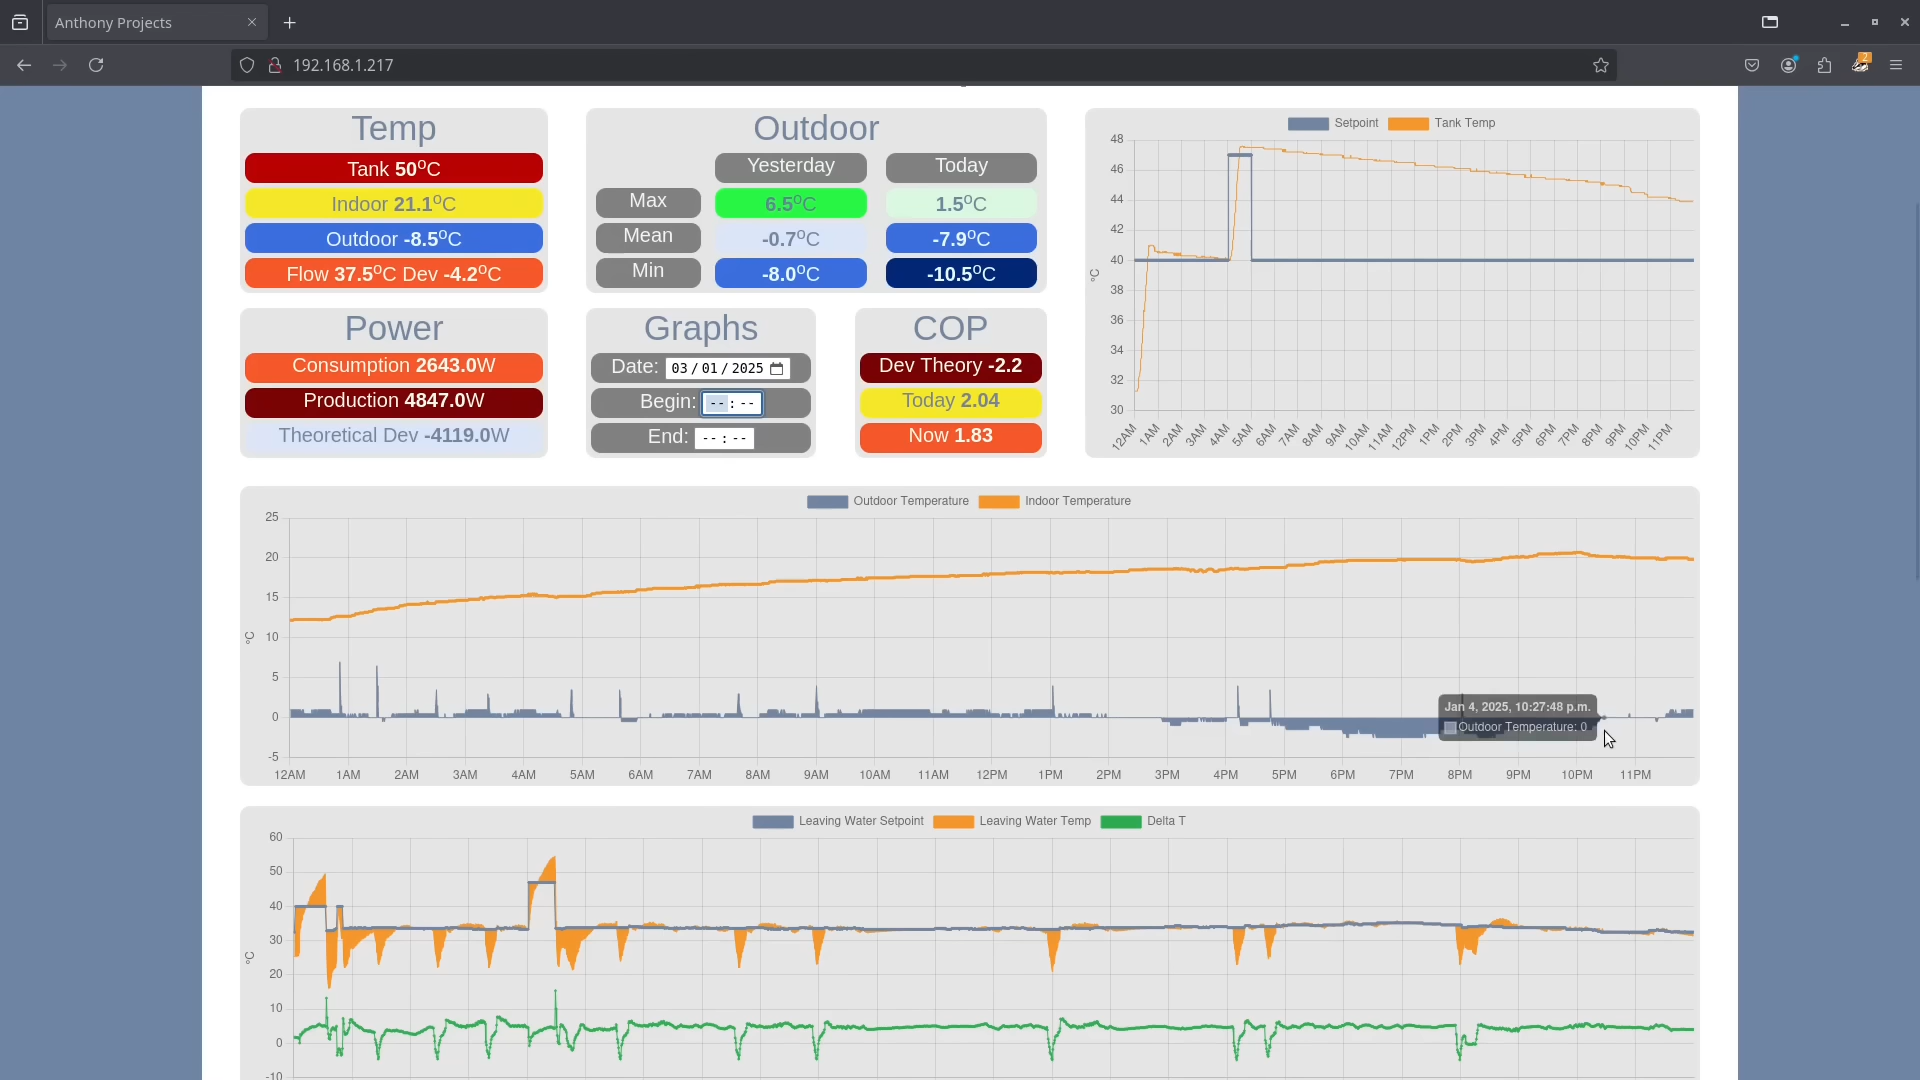 Anthony Projects
192.168.1.217
2
Temp
Tank 50°C
Indoor 21.1°C
Outdoor -8.5°C
Flow 37.5°C Dev -4.2°C
Outdoor
Yesterday Today
Max 6.5°C 1.5°C
Mean -0.7°C -7.9°C
Min -8.0°C -10.5°C
Power
Consumption 2643.0W
Production 4847.0W
Theoretical Dev -4119.0W
Graphs
Date: 03/01/2025
Begin: --:--
End: --:--
COP
Dev Theory -2.2
Today 2.04
Now 1.83
Setpoint Tank Temp
48
46
44
42
40
38
36
34
32
30
°C
12AM 1AM 2AM 3AM 4AM 5AM 6AM 7AM 8AM 9AM 10AM 11AM 12PM 1PM 2PM 3PM 4PM 5PM 6PM 7PM 8PM 9PM 10PM 11PM
Outdoor Temperature Indoor Temperature
25
20
15
10
5
0
-5
°C
Jan 4, 2025, 10:27:48 p.m.
Outdoor Temperature: 0
12AM 1AM 2AM 3AM 4AM 5AM 6AM 7AM 8AM 9AM 10AM 11AM 12PM 1PM 2PM 3PM 4PM 5PM 6PM 7PM 8PM 9PM 10PM 11PM
Leaving Water Setpoint Leaving Water Temp Delta T
60
50
40
30
20
10
0
-10
°C